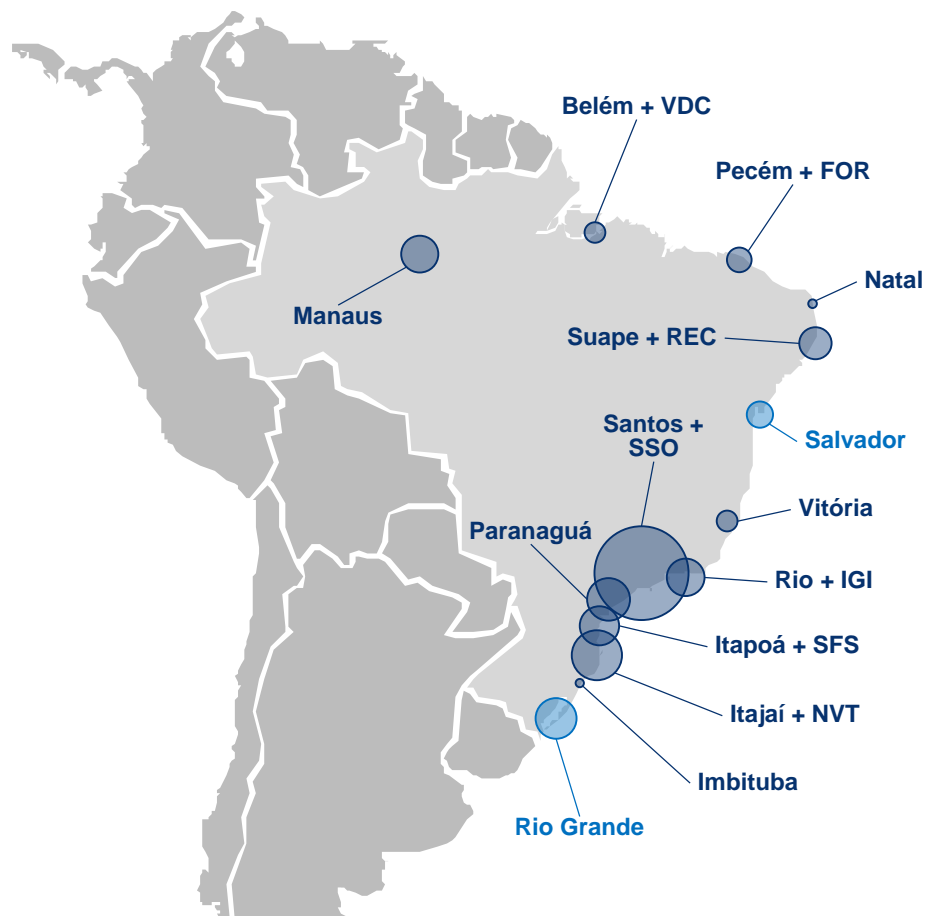 Belém + VDC
Pecém + FOR
Natal
Manaus
Suape + REC
Santos +
SSO
Salvador
Vitória
Paranaguá
Rio + IGI
Itapoá + SFS
Itajaí + NVT
Imbituba
Rio Grande